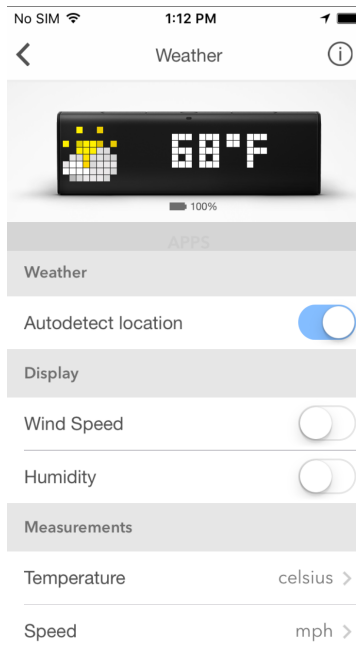 No SIM 1:12 PM
Weather
68°F
100%
APPS
Weather
Autodetect location
Display
Wind Speed
Humidity
Measurements
Temperature celsius
Speed mph